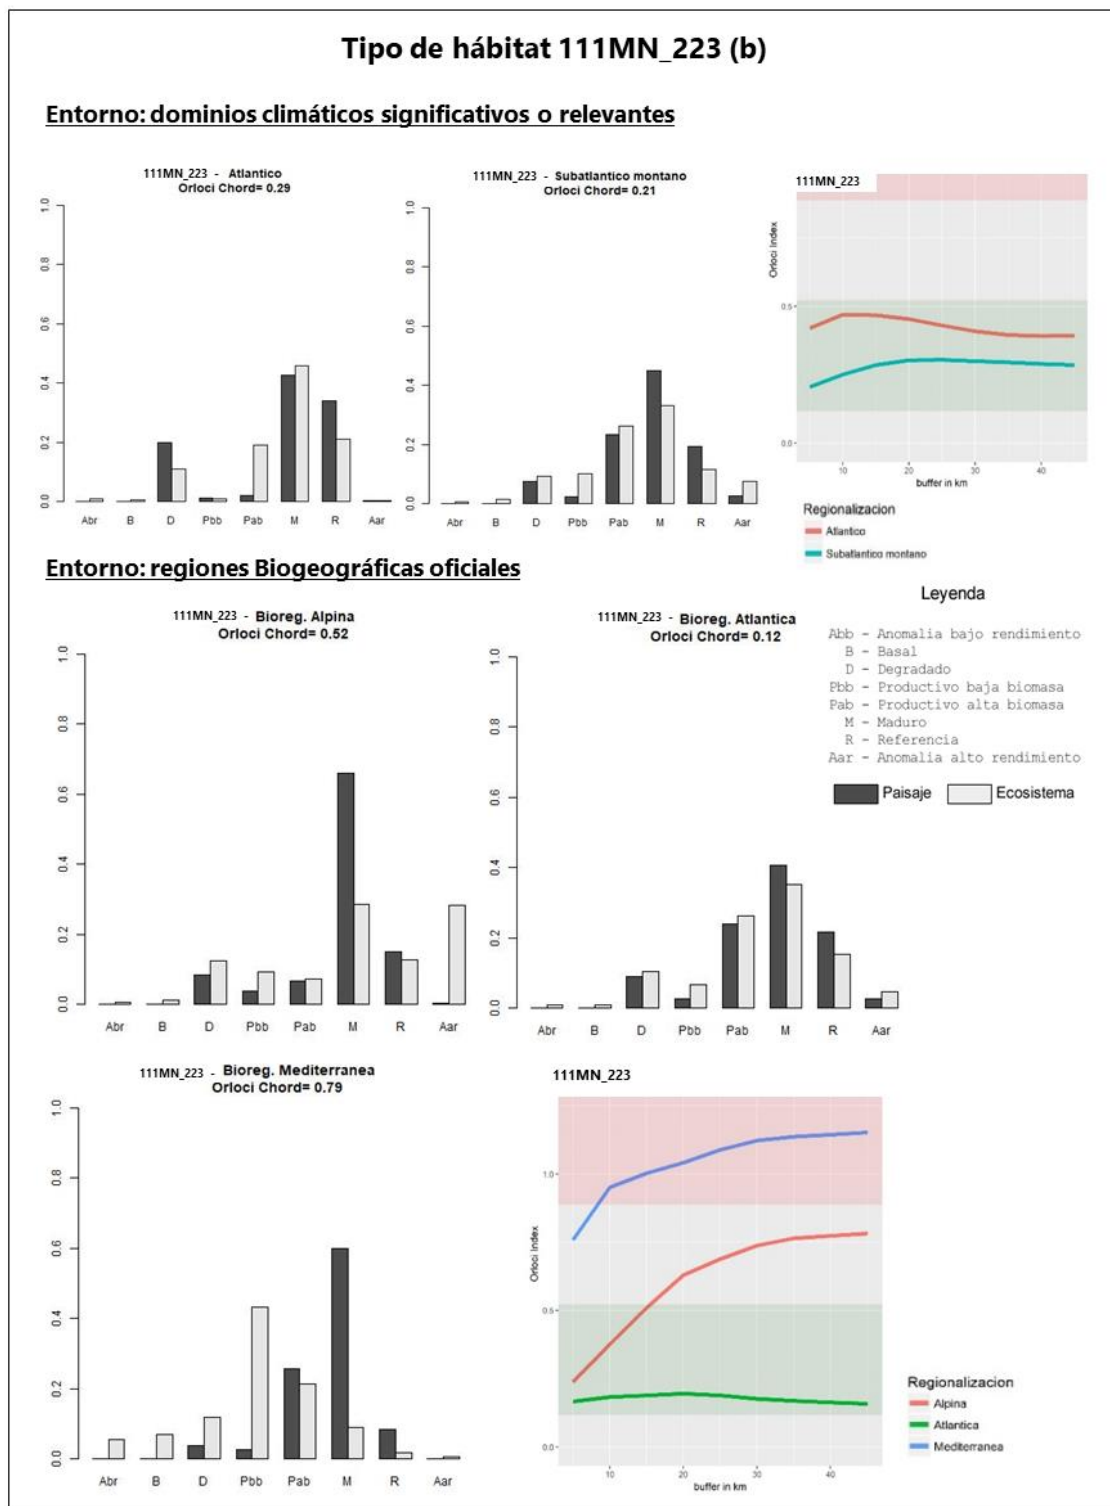 Tipo de hábitat 111MN_223 (b)
Entorno: dominios climáticos significativos o relevantes
111MN_223 - Atlantico
Orloci Chord= 0.29
1.0
0.8
0.6
0.4
0.2
0.0
Abr B D Pbb Pab M R Aar
111MN_223 - Subatlantico montano
Orloci Chord= 0.21
1.0
0.8
0.6
0.4
0.2
0.0
Abr B D Pbb Pab M R Aar
111MN_223
Orloci Index
0.5
0.0
10 20 30 40
buffer in km
Regionalizacion
Atlantico
Subatlantico montano
Entorno: regiones Biogeográficas oficiales
111MN_223 - Bioreg. Alpina
Orloci Chord= 0.52
1.0
0.8
0.6
0.4
0.2
0.0
Abr B D Pbb Pab M R Aar
111MN_223 - Bioreg. Atlantica
Orloci Chord= 0.12
1.0
0.8
0.6
0.4
0.2
0.0
Abr B D Pbb Pab M R Aar
Leyenda
Abb - Anomalia bajo rendimiento
B - Basal
D - Degradado
Pbb - Productivo baja biomasa
Pab - Productivo alta biomasa
M - Maduro
R - Referencia
Aar - Anomalia alto rendimiento
Paisaje Ecosistema
111MN_223 - Bioreg. Mediterranea
Orloci Chord= 0.79
1.0
0.8
0.6
0.4
0.2
0.0
Abr B D Pbb Pab M R Aar
111MN_223
Orloci Index
1.0
0.5
0.0
10 20 30 40
buffer in km
Regionalizacion
Alpina
Atlantica
Mediterranea